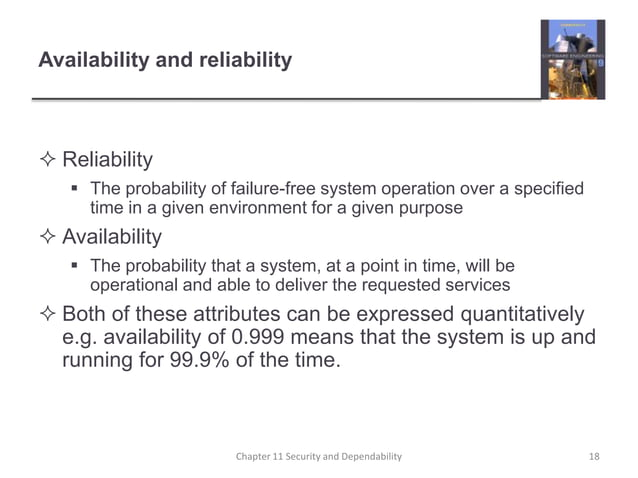 Availability and reliability
SOFTWARE ENGINEERING
9
✧ Reliability
▪ The probability of failure-free system operation over a specified
time in a given environment for a given purpose
✧ Availability
▪ The probability that a system, at a point in time, will be
operational and able to deliver the requested services
✧ Both of these attributes can be expressed quantitatively
e.g. availability of 0.999 means that the system is up and
running for 99.9% of the time.
Chapter 11 Security and Dependability
18